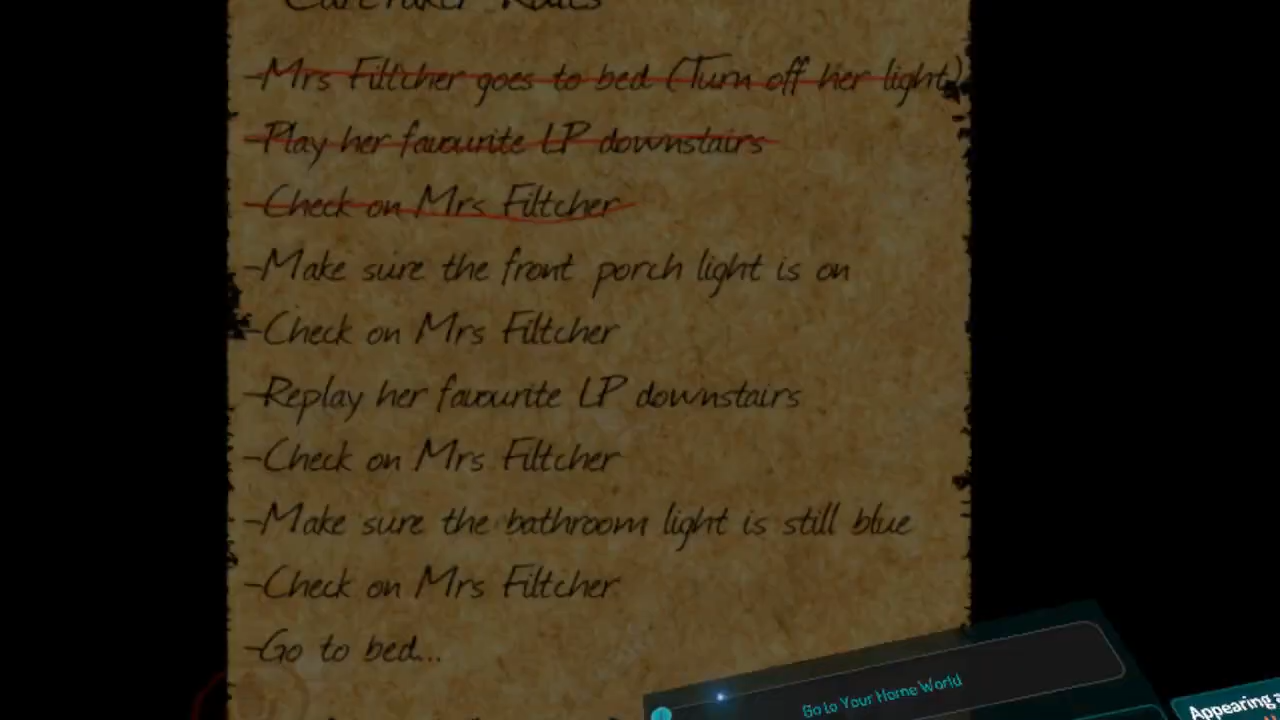 Caretaker Rules
-Mrs Filtcher goes to bed (Turn off her light)
-Play her favourite LP downstairs
-Check on Mrs Filtcher
-Make sure the front porch light is on
-Check on Mrs Filtcher
-Replay her favourite LP downstairs
-Check on Mrs Filtcher
-Make sure the bathroom light is still blue
-Check on Mrs Filtcher
-Go to bed...
Go to Your Home World
Appearing